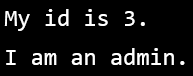 My id is 3.
I am an admin.